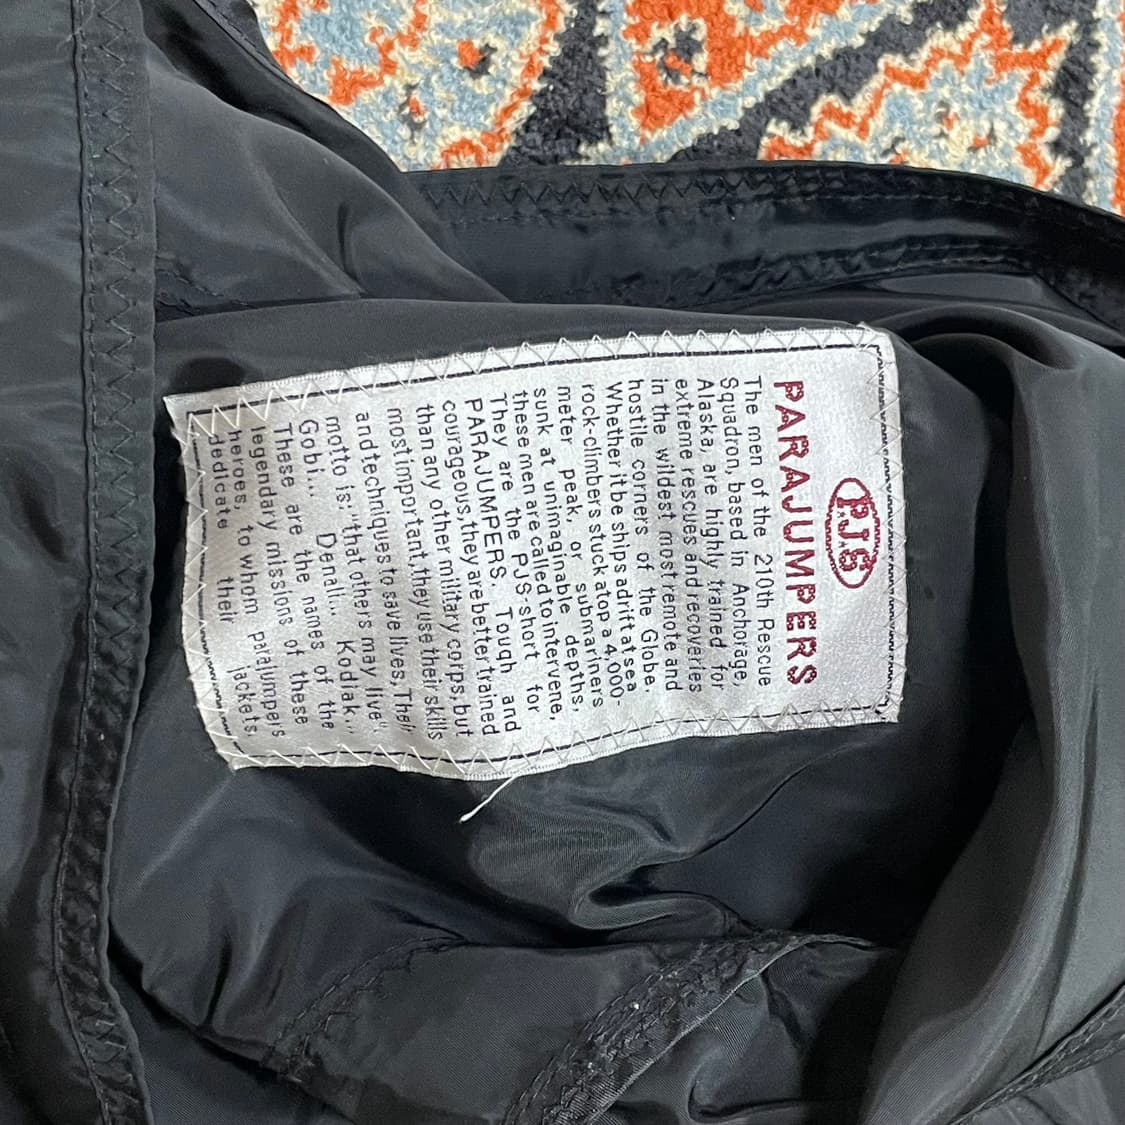 P.J.S
PARAJUMPERS
The men of the 210th Rescue
Squadron, based in Anchorage,
Alaska, are highly trained for
extreme rescues and recoveries
in the wildest most remote and
hostile corners of the Globe.
Whether it be ships adrift at sea
rock-climbers stuck atop a 4,000-
meter peak, or submariners
sunk at unimaginable depths,
these men are called to intervene,
They are the PJS-short for
PARAJUMPERS. Tough and
courageous, they are better trained
than any other military corps, but
most important, they use their skills
and techniques to save lives. Their
motto is: "that others may live".
Gobi... Denali... Kodiak...
These are the names of the
legendary missions of these
heroes, to whom parajumpers
dedicate their jackets.